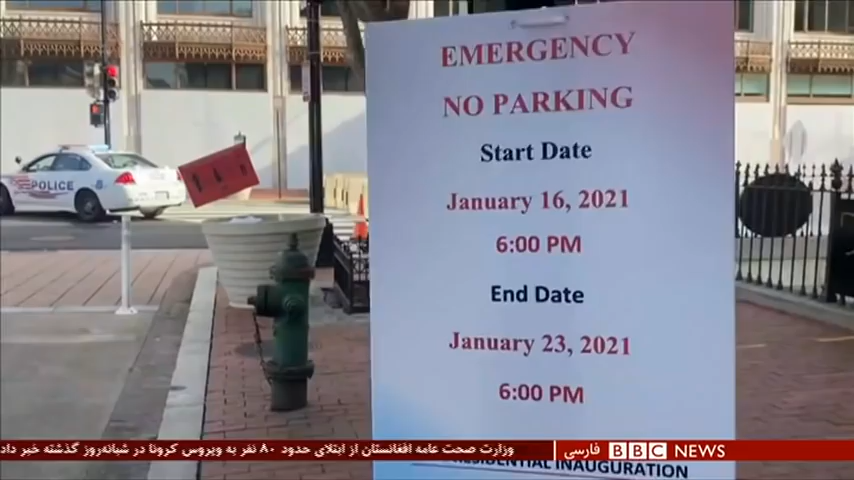 EMERGENCY
NO PARKING
Start Date
January 16, 2021
6:00 PM
End Date
January 23, 2021
6:00 PM
INAUGURATION
POLICE
وزارت صحت عامه افغانستان از ابتلای حدود ۸۰ نفر به ویروس کرونا در شبانه‌روز گذشته خبر داد
BBC NEWS فارسی